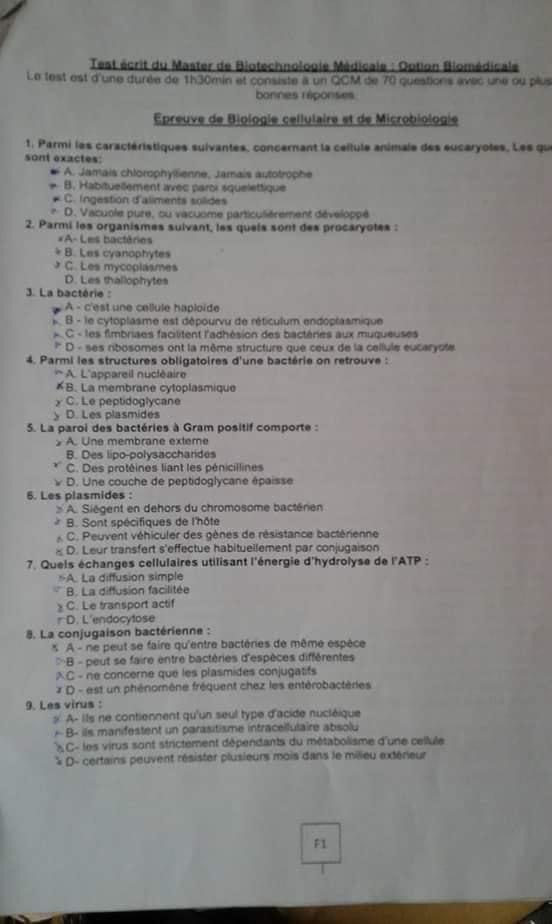 Test écrit du Master de Biotechnologie Médicale : Option Biomédicale
Le test est d'une durée de 1h30min et consiste à un QCM de 70 questions avec une ou plus
bonnes réponses.
Epreuve de Biologie cellulaire et de Microbiologie
1. Parmi les caractéristiques suivantes, concernant la cellule animale des eucaryotes, Les qu
sont exactes:
A. Jamais chlorophyllienne, Jamais autotrophe
B. Habituellement avec paroi squelettique
C. Ingestion d'aliments solides
D. Vacuole pure, ou vacuome particulièrement développé
2. Parmi les organismes suivant, les quels sont des procaryotes :
A- Les bactéries
B. Les cyanophytes
C. Les mycoplasmes
D. Les thallophytes
3. La bactérie :
A - c'est une cellule haploïde
B - le cytoplasme est dépourvu de réticulum endoplasmique
C - les fimbriaes facilitent l'adhésion des bactéries aux muqueuses
D - ses ribosomes ont la même structure que ceux de la cellule eucaryote
4. Parmi les structures obligatoires d'une bactérie on retrouve :
A. L'appareil nucléaire
B. La membrane cytoplasmique
C. Le peptidoglycane
D. Les plasmides
5. La paroi des bactéries à Gram positif comporte :
A. Une membrane externe
B. Des lipo-polysaccharides
C. Des protéines liant les pénicillines
D. Une couche de peptidoglycane épaisse
6. Les plasmides :
A. Siègent en dehors du chromosome bactérien
B. Sont spécifiques de l'hôte
C. Peuvent véhiculer des gènes de résistance bactérienne
D. Leur transfert s'effectue habituellement par conjugaison
7. Quels échanges cellulaires utilisant l'énergie d'hydrolyse de l'ATP :
A. La diffusion simple
B. La diffusion facilitée
C. Le transport actif
D. L'endocytose
8. La conjugaison bactérienne :
A - ne peut se faire qu'entre bactéries de même espèce
B - peut se faire entre bactéries d'espèces différentes
C - ne concerne que les plasmides conjugatifs
D - est un phénomène fréquent chez les entérobactéries
9. Les virus :
A- ils ne contiennent qu'un seul type d'acide nucléique
B- ils manifestent un parasitisme intracellulaire absolu
C- les virus sont strictement dépendants du métabolisme d'une cellule
D- certains peuvent résister plusieurs mois dans le milieu extérieur
F1